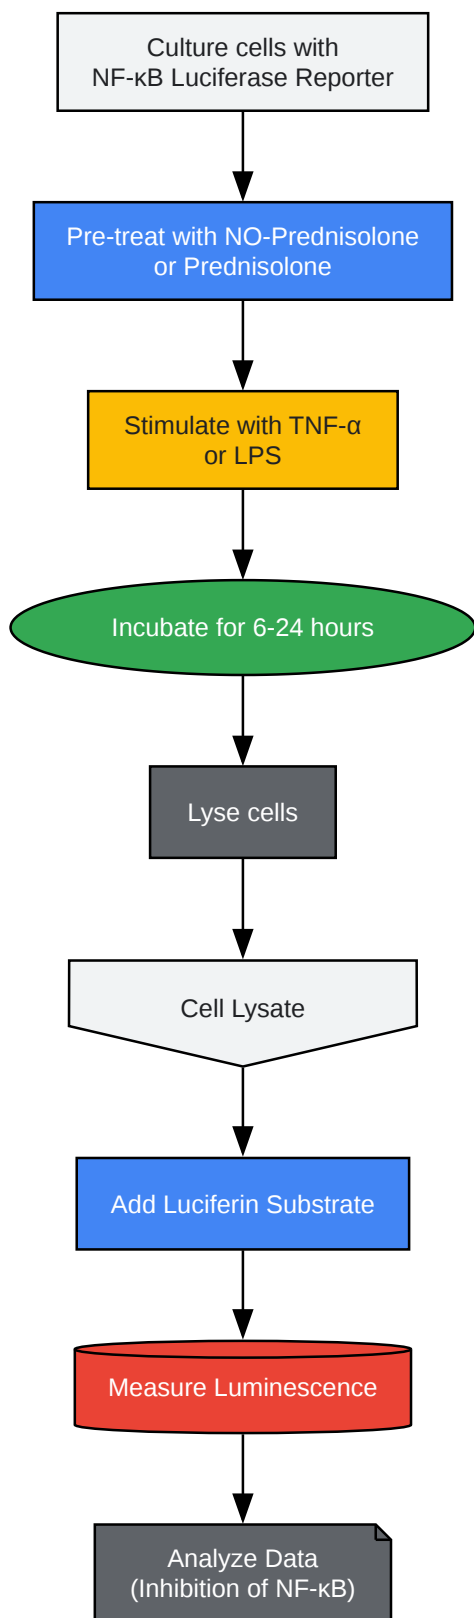 Culture cells with
NF-κB Luciferase Reporter
Pre-treat with NO-Prednisolone
or Prednisolone
Stimulate with TNF-α
or LPS
Incubate for 6-24 hours
Lyse cells
Cell Lysate
Add Luciferin Substrate
Measure Luminescence
Analyze Data
(Inhibition of NF-κB)